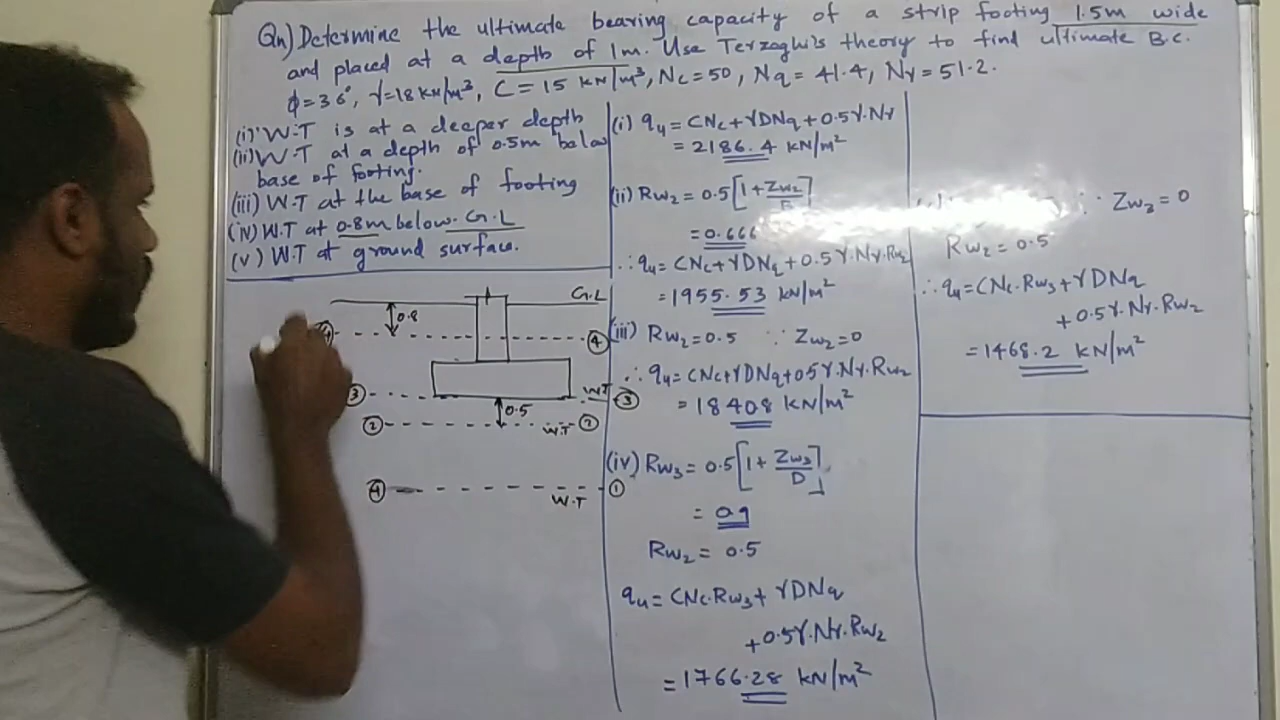 Qn) Determine the ultimate bearing capacity of a strip footing 1.5m wide
and placed at a depth of 1m. Use Terzaghi's theory to find ultimate B.C.
φ=36°, γ=18 kN/m³, C = 15 kN/m³, Nc=50, Nq=41.4, Nγ=51.2.
(i) W.T is at a deeper depth
(ii) W.T at a depth of 0.5m below
base of footing.
(iii) W.T at the base of footing
(iv) W.T at 0.8m below G.L
(v) W.T at ground surface.
G.L
0.8
4
3
W.T
3
0.5
2
W.T
W.T
1
(i) qu = CNc + γDNq + 0.5γ.Nγ
= 2186.4 kN/m²
(ii) Rw2 = 0.5[1+Zw2/B]
= 0.666
∴ qu = CNc + γDNq + 0.5γ.Nγ.Rw2
= 1955.53 kN/m²
(iii) Rw2 = 0.5 ∵ Zw2=0
∴ qu = CNc+γDNq+0.5γ.Nγ.Rw2
= 18408 kN/m²
(iv) Rw3 = 0.5[1+ Zw3/D]
= 0.9
Rw2 = 0.5
qu = CNc.Rw3 + γDNq
+0.5γ.Nγ.Rw2
= 1766.28 kN/m²
∵ Zw3 = 0
Rw2 = 0.5
∴ qu = CNc.Rw3 + γDNq
+ 0.5γ.Nγ.Rw2
= 1468.2 kN/m²